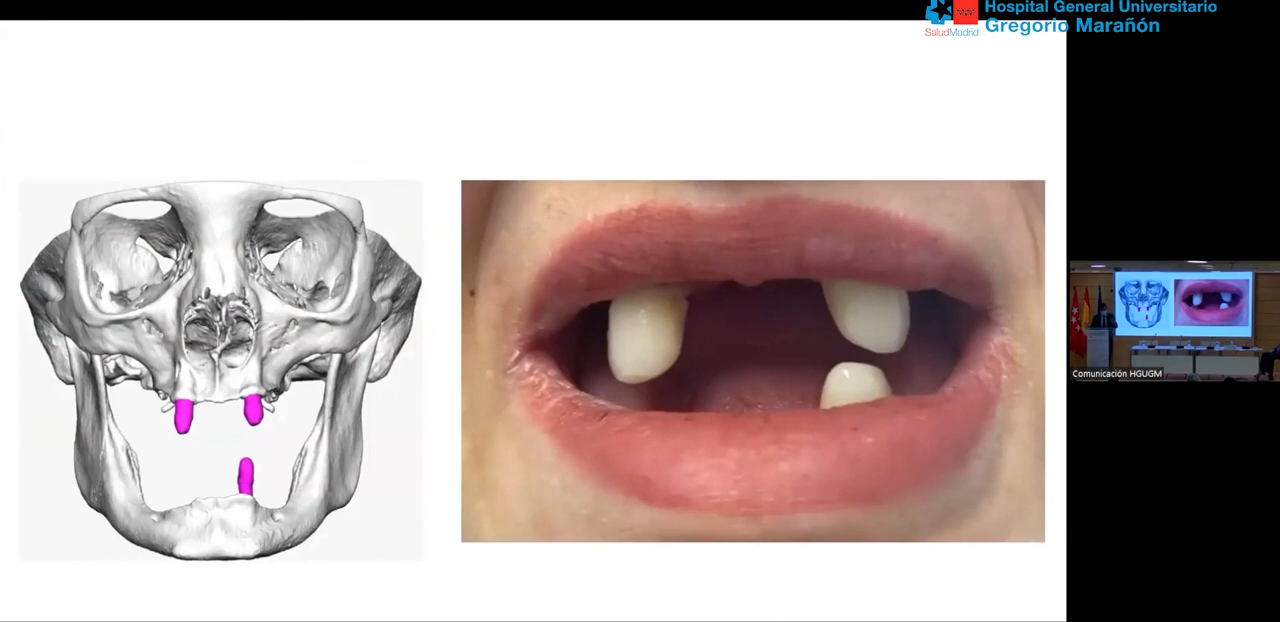 Hospital General Universitario
Gregorio Marañón
SaludMadrid
Comunicación HGUGM